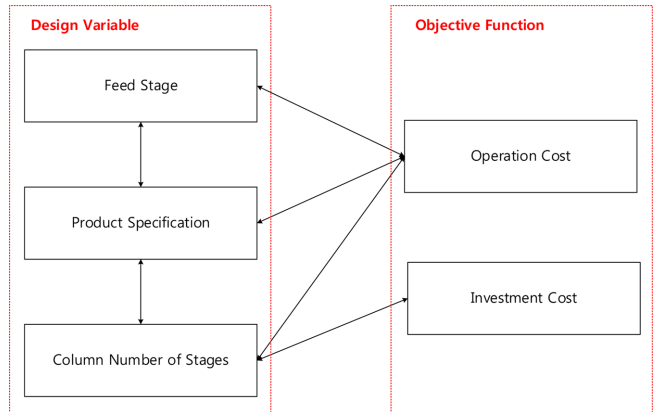 Design Variable
Feed Stage
Product Specification
Column Number of Stages
Objective Function
Operation Cost
Investment Cost